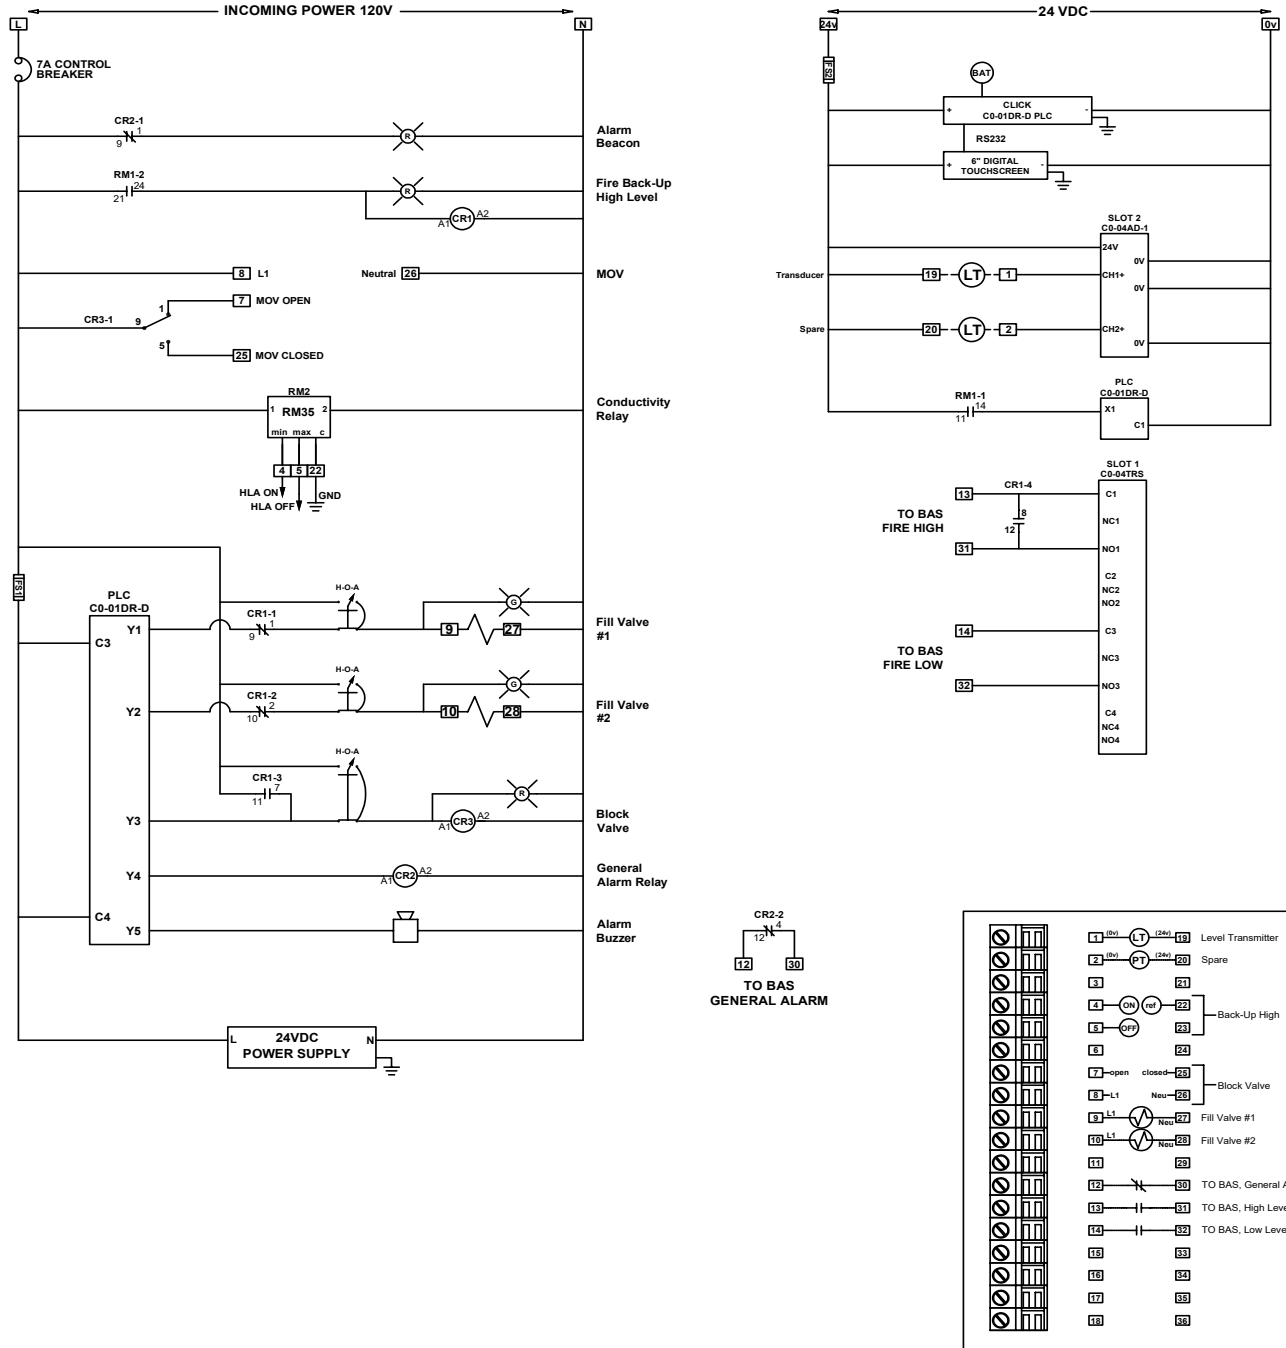 INCOMING POWER 120V
L
N
7A CONTROL
BREAKER
CR2-1
1
9
R
Alarm
Beacon
RM1-2
24
21
R
Fire Back-Up
High Level
A1
CR1
A2
8
L1
Neutral
26
MOV
CR3-1
9
1
7
MOV OPEN
5
25
MOV CLOSED
RM2
1
RM35
2
min max c
4
5
22
HLA ON
HLA OFF
GND
Conductivity
Relay
FS1
PLC
C0-01DR-D
C3
Y1
CR1-1
1
9
H-O-A
G
9
27
Fill Valve
#1
Y2
CR1-2
2
10
H-O-A
G
10
28
Fill Valve
#2
H-O-A
CR1-3
7
11
R
Y3
A1
CR3
A2
Block
Valve
Y4
A1
CR2
A2
General
Alarm Relay
C4
Y5
Alarm
Buzzer
L
24VDC
POWER SUPPLY
N
24 VDC
24v
0v
FS2
BAT
+
CLICK
C0-01DR-D PLC
-
RS232
+
6" DIGITAL
TOUCHSCREEN
-
SLOT 2
C0-04AD-1
24V
0V
Transducer
19
LT
1
CH1+
0V
Spare
20
LT
2
CH2+
0V
PLC
C0-01DR-D
RM1-1
14
11
X1
C1
SLOT 1
C0-04TRS
13
CR1-4
C1
TO BAS
FIRE HIGH
8
12
NC1
31
NO1
C2
NC2
NO2
14
C3
TO BAS
FIRE LOW
NC3
32
NO3
C4
NC4
NO4
CR2-2
4
12
12
30
TO BAS
GENERAL ALARM
1 (0v) LT (24v) 19 Level Transmitter
2 (0v) PT (24v) 20 Spare
3 21
4 ON ref 22
Back-Up High
5 OFF 23
6 24
7 open closed 25
Block Valve
8 L1 Neu 26
9 L1 Neu 27 Fill Valve #1
10 L1 Neu 28 Fill Valve #2
11 29
12 30 TO BAS, General A
13 31 TO BAS, High Leve
14 32 TO BAS, Low Leve
15 33
16 34
17 35
18 36